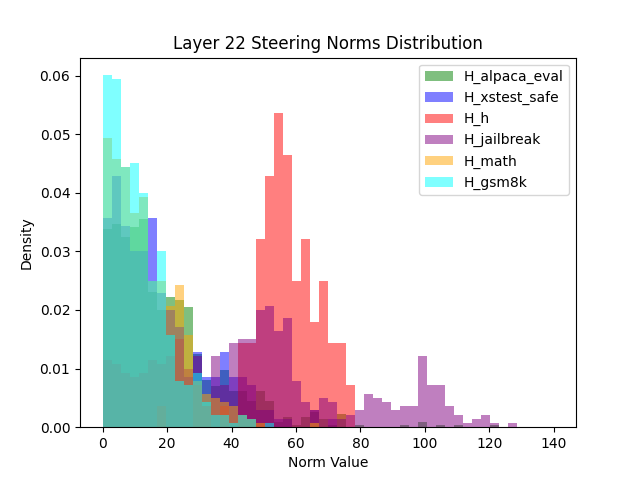 Layer 22 Steering Norms Distribution
H_alpaca_eval
H_xstest_safe
H_h
H_jailbreak
H_math
H_gsm8k
Density
0.06
0.05
0.04
0.03
0.02
0.01
0.00
0 20 40 60 80 100 120 140
Norm Value